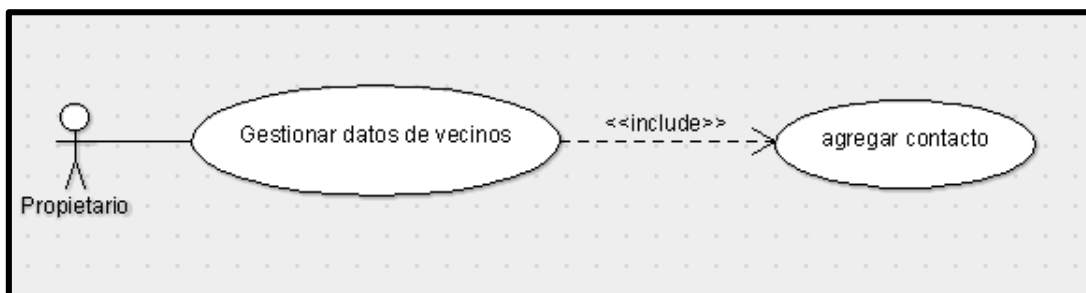 Gestionar datos de vecinos
<<include>>
agregar contacto
Propietario